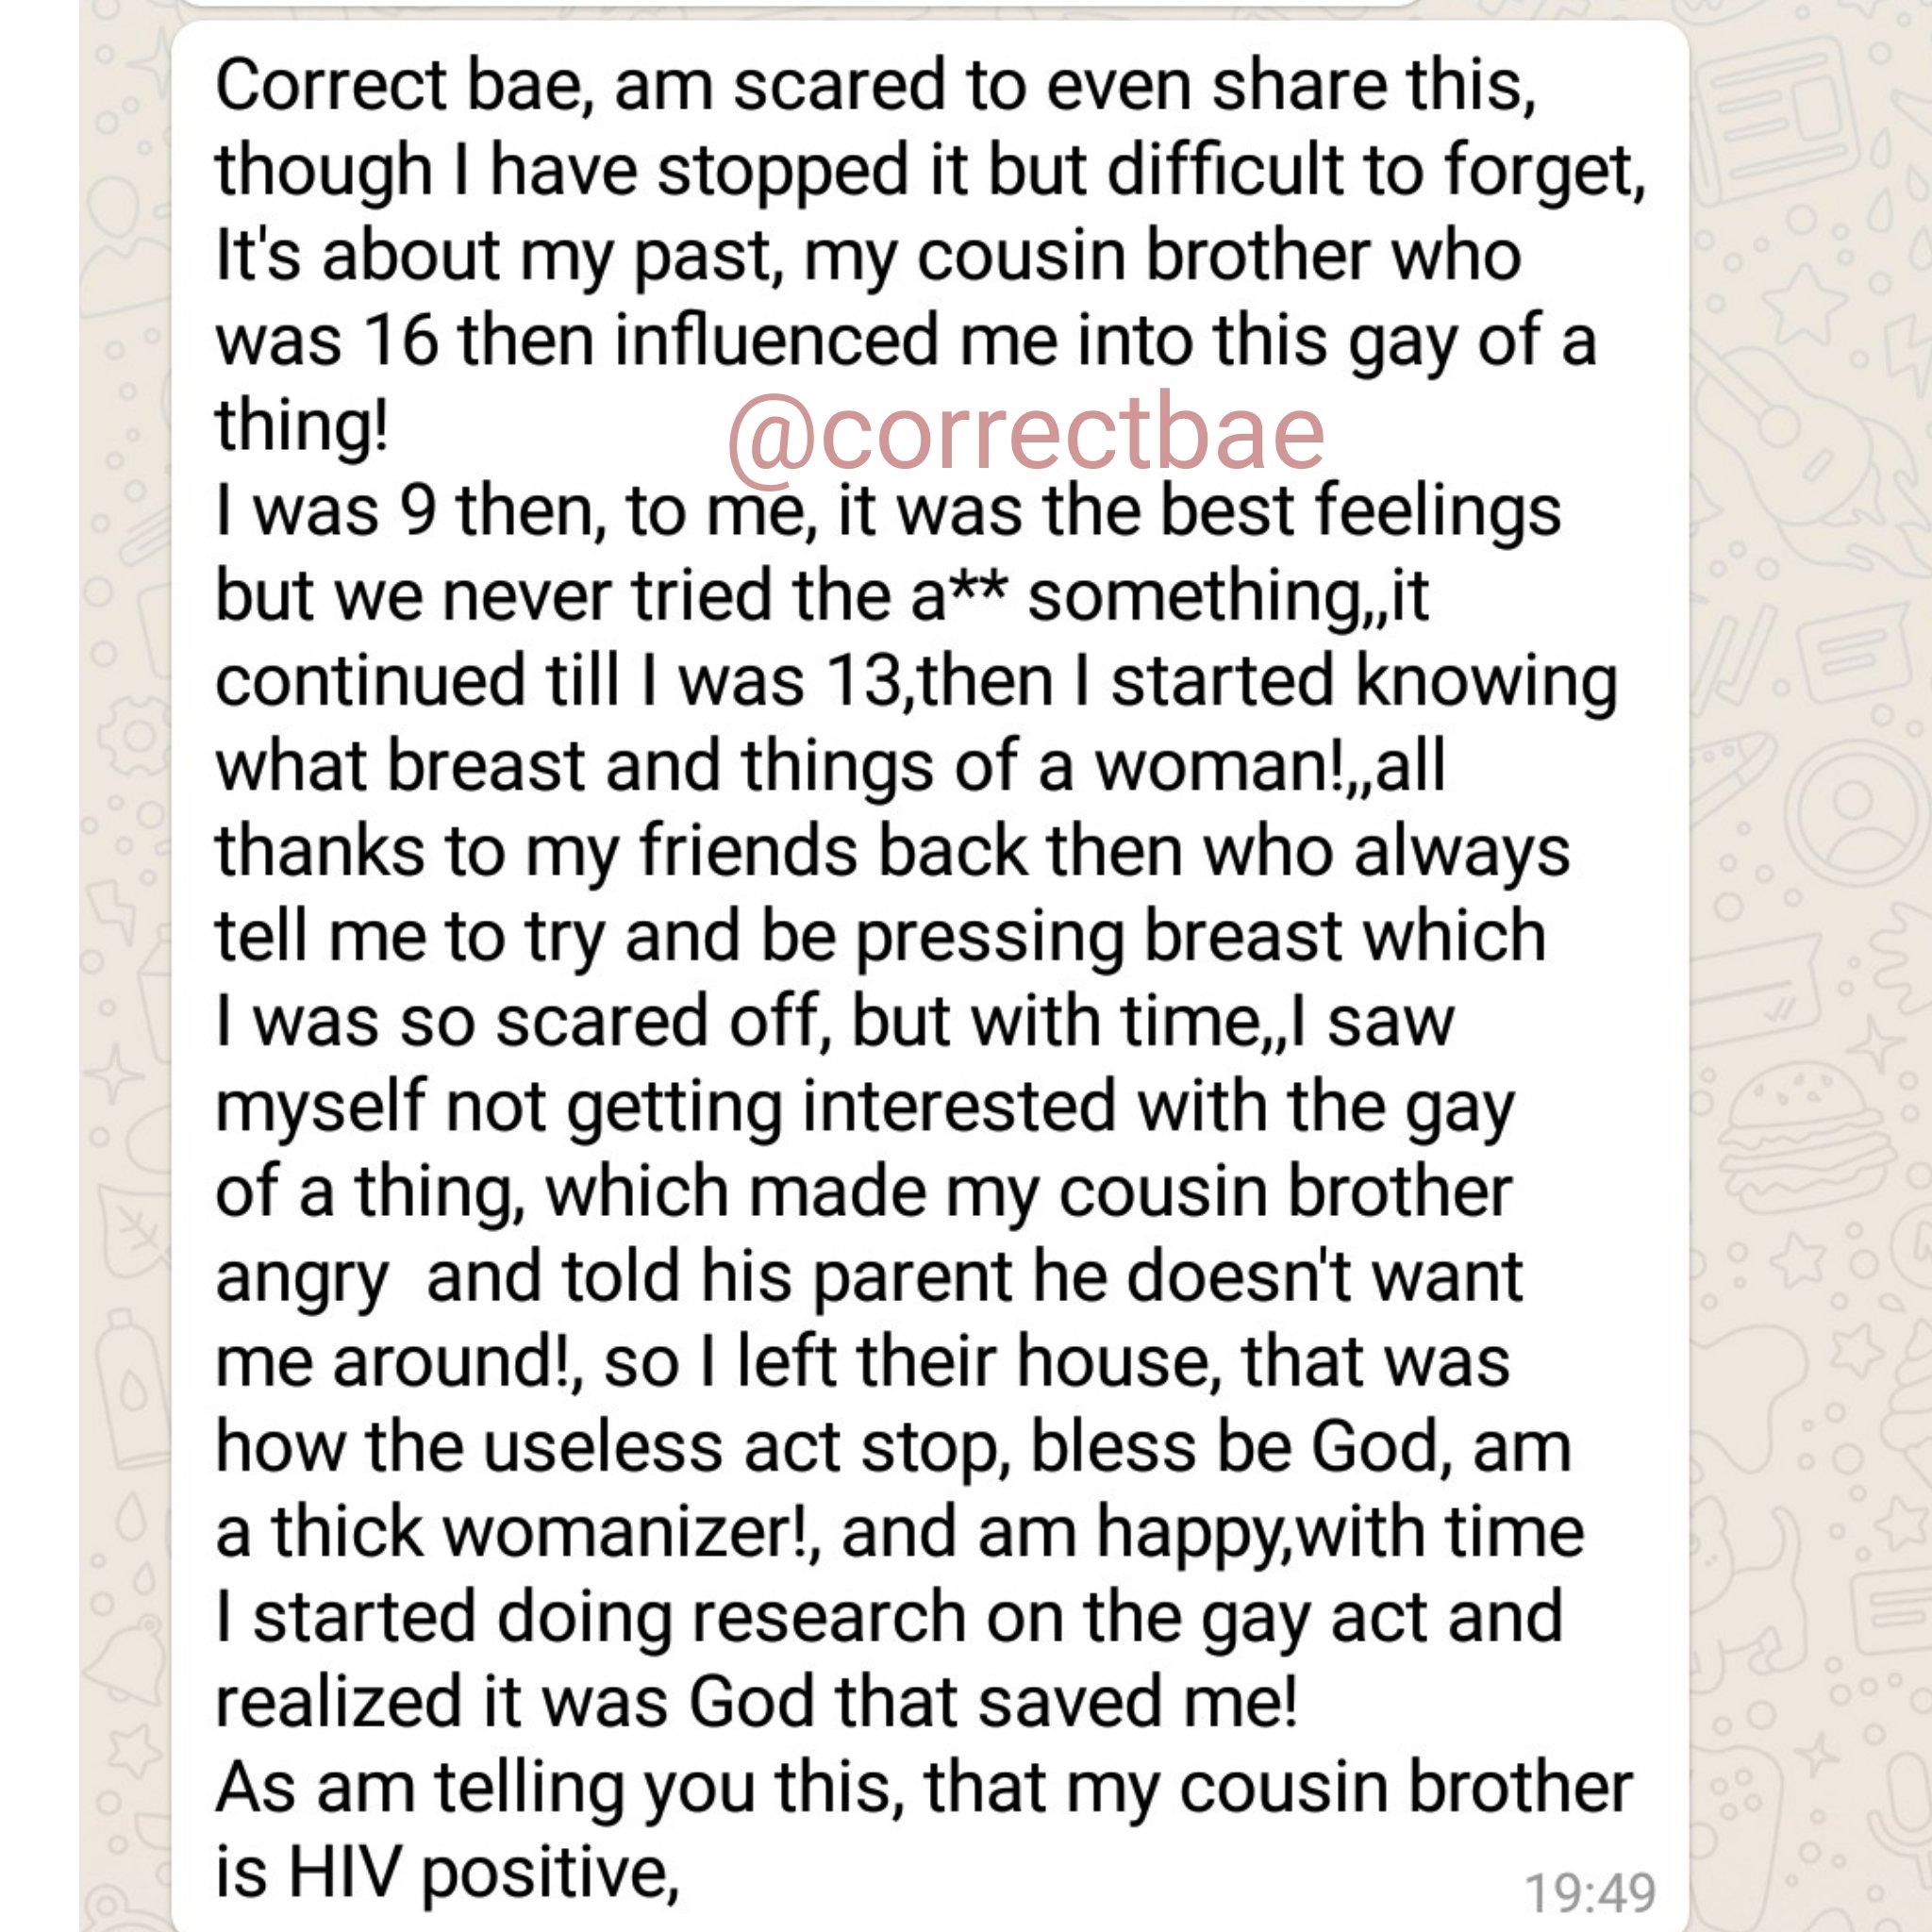 Correct bae, am scared to even share this,
though I have stopped it but difficult to forget,
It's about my past, my cousin brother who
was 16 then influenced me into this gay of a
thing!
@correctbae
I was 9 then, to me, it was the best feelings
but we never tried the a** something,,it
continued till I was 13,then I started knowing
what breast and things of a woman!,,all
thanks to my friends back then who always
tell me to try and be pressing breast which
I was so scared off, but with time,,I saw
myself not getting interested with the gay
of a thing, which made my cousin brother
angry  and told his parent he doesn't want
me around!, so I left their house, that was
how the useless act stop, bless be God, am
a thick womanizer!, and am happy,with time
I started doing research on the gay act and
realized it was God that saved me!
As am telling you this, that my cousin brother
is HIV positive,
19:49